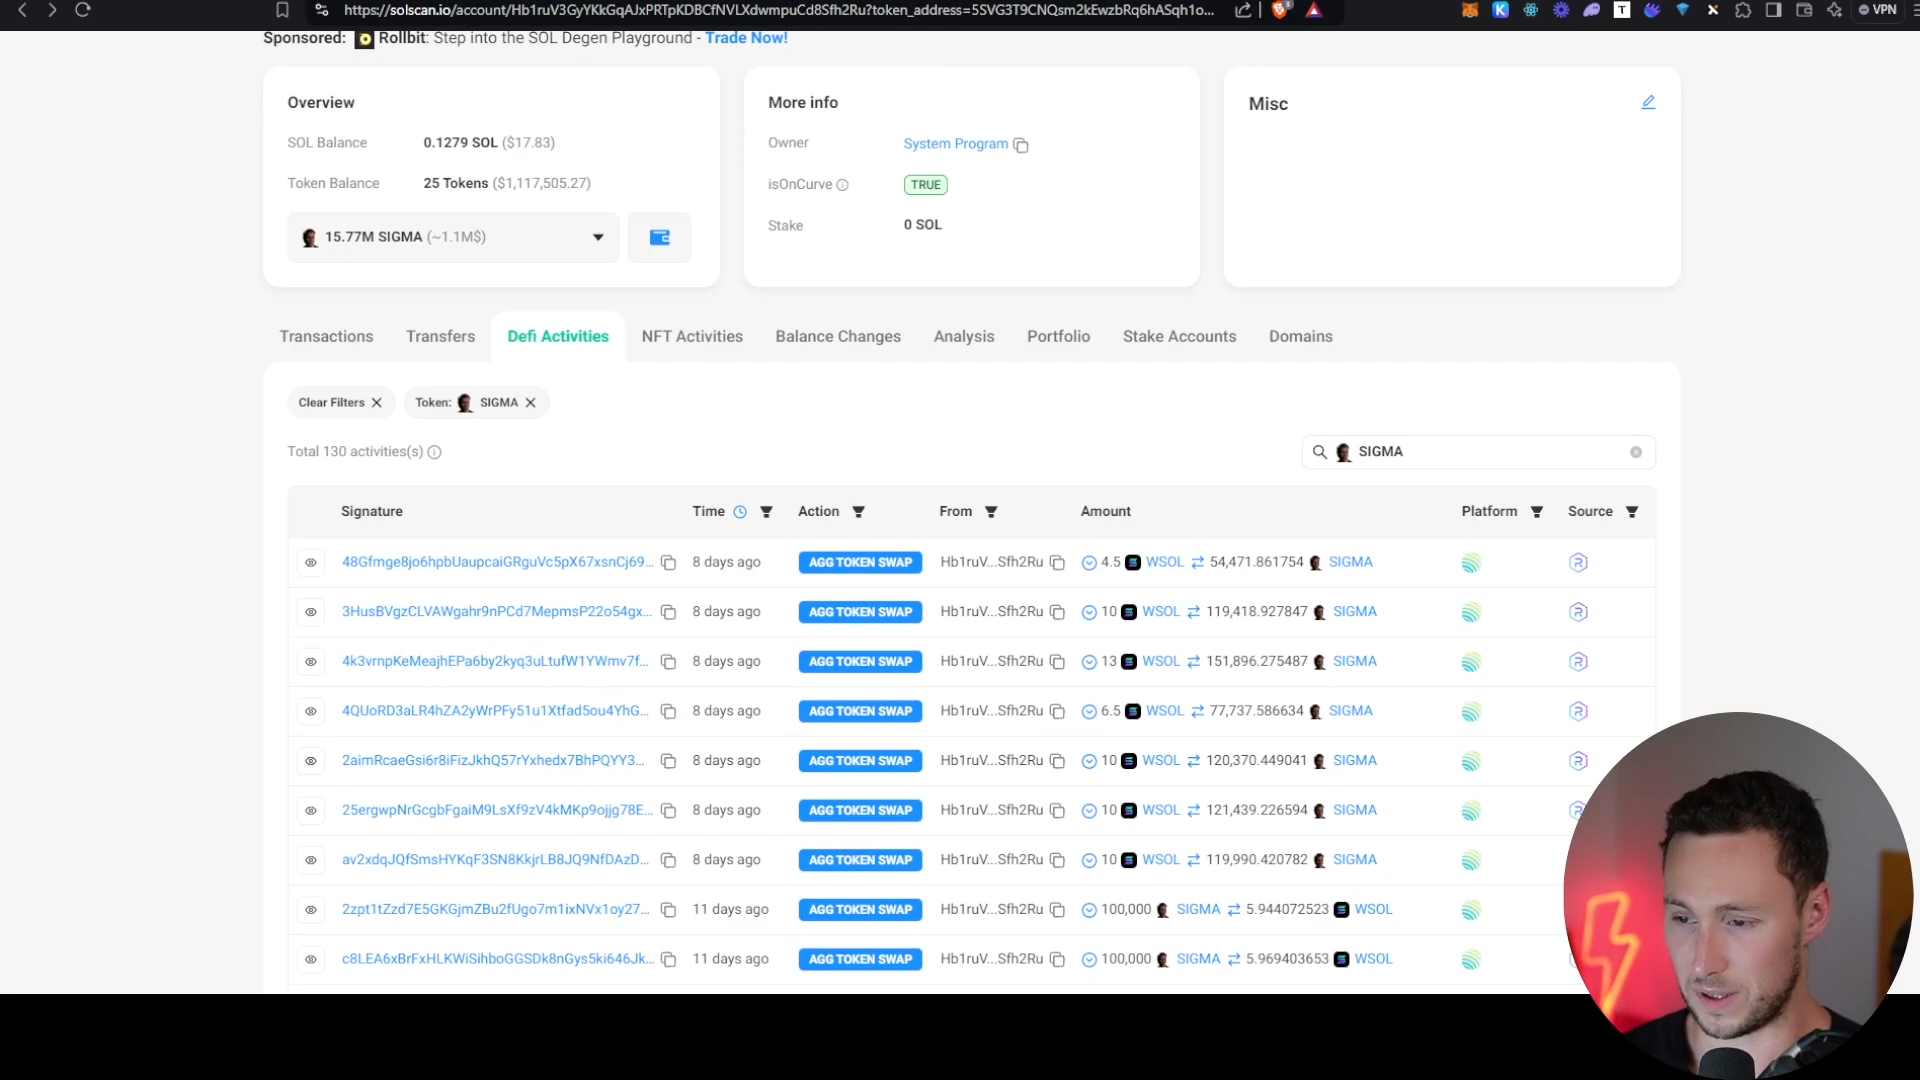 https://solscan.io/account/Hb1ruV3GyYKkGqAJxPRTpKDBCfNVLXdwmpuCd8Sfh2Ru?token_address=5SVG3T9CNQsm2kEwzbRq6hASqh1o...
VPN
Sponsored: Rollbit: Step into the SOL Degen Playground - Trade Now!
Overview
SOL Balance 0.1279 SOL ($17.83)
Token Balance 25 Tokens ($1,117,505.27)
15.77M SIGMA (~1.1M$)
More info
Owner System Program
isOnCurve TRUE
Stake 0 SOL
Misc
Transactions Transfers Defi Activities NFT Activities Balance Changes Analysis Portfolio Stake Accounts Domains
Clear Filters Token: SIGMA
Total 130 activities(s)
SIGMA
Signature Time Action From Amount Platform Source
48Gfmge8jo6hpbUaupcaiGRguVc5pX67xsnCj69... 8 days ago AGG TOKEN SWAP Hb1ruV...Sfh2Ru 4.5 WSOL 54,471.861754 SIGMA
3HusBVgzCLVAWgahr9nPCd7MepmsP22o54gx... 8 days ago AGG TOKEN SWAP Hb1ruV...Sfh2Ru 10 WSOL 119,418.927847 SIGMA
4k3vrnpKeMeajhEPa6by2kyq3uLtufW1YWmv7f... 8 days ago AGG TOKEN SWAP Hb1ruV...Sfh2Ru 13 WSOL 151,896.275487 SIGMA
4QUoRD3aLR4hZA2yWrPFy51u1Xtfad5ou4YhG... 8 days ago AGG TOKEN SWAP Hb1ruV...Sfh2Ru 6.5 WSOL 77,737.586634 SIGMA
2aimRcaeGsi6r8iFizJkhQ57rYxhedx7BhPQYY3... 8 days ago AGG TOKEN SWAP Hb1ruV...Sfh2Ru 10 WSOL 120,370.449041 SIGMA
25ergwpNrGcgbFgaiM9LsXf9zV4kMKp9ojjg78E... 8 days ago AGG TOKEN SWAP Hb1ruV...Sfh2Ru 10 WSOL 121,439.226594 SIGMA
av2xdqJQfSmsHYKqF3SN8KkjrLB8JQ9NfDAzD... 8 days ago AGG TOKEN SWAP Hb1ruV...Sfh2Ru 10 WSOL 119,990.420782 SIGMA
2zpt1tZzd7E5GKGjmZBu2fUgo7m1ixNVx1oy27... 11 days ago AGG TOKEN SWAP Hb1ruV...Sfh2Ru 100,000 SIGMA 5.944072523 WSOL
c8LEA6xBrFxHLKWiSihboGGSDk8nGys5ki646Jk... 11 days ago AGG TOKEN SWAP Hb1ruV...Sfh2Ru 100,000 SIGMA 5.969403653 WSOL